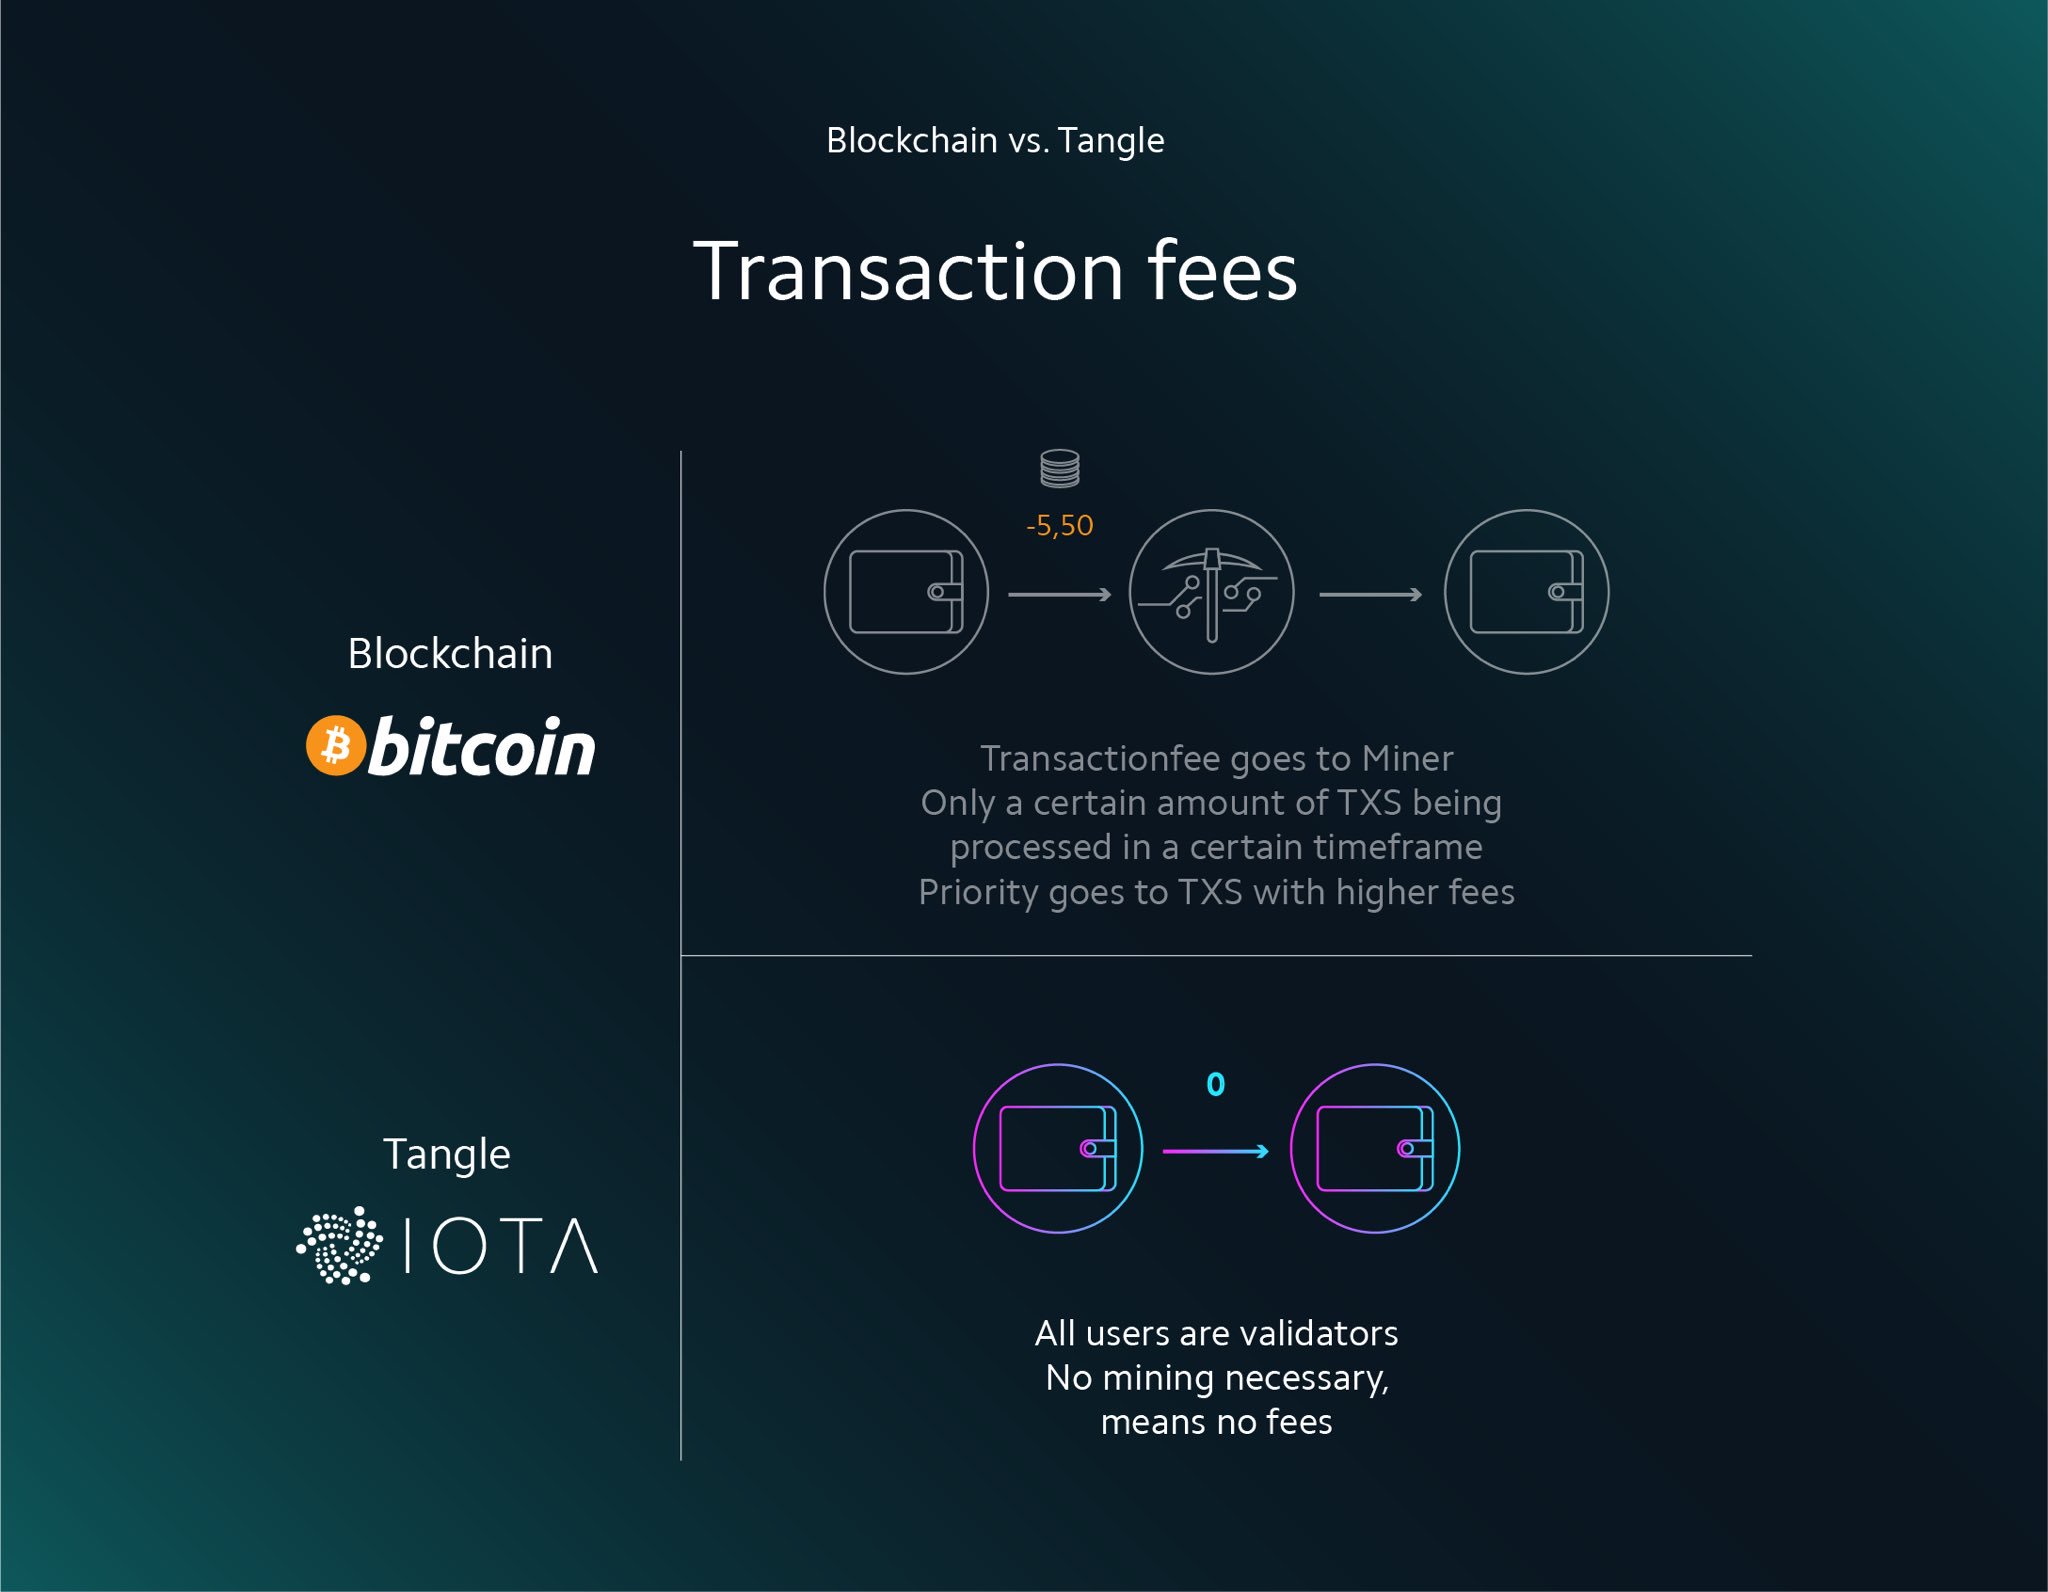 Blockchain vs. Tangle
Transaction fees
-5,50
Blockchain
bitcoin
Transactionfee goes to Miner
Only a certain amount of TXS being
processed in a certain timeframe
Priority goes to TXS with higher fees
0
Tangle
IOTA
All users are validators
No mining necessary,
means no fees